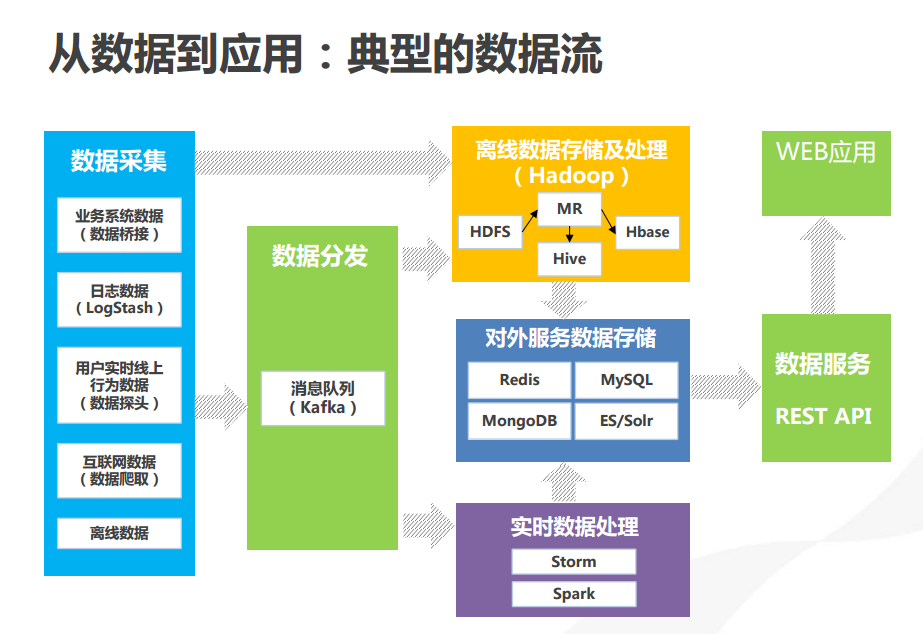 从数据到应用：典型的数据流
数据采集
业务系统数据
（数据桥接）
日志数据
（LogStash）
用户实时线上
行为数据
（数据探头）
互联网数据
（数据爬取）
离线数据
数据分发
消息队列
（Kafka）
离线数据存储及处理
（Hadoop）
HDFS
MR
Hive
Hbase
对外服务数据存储
Redis
MySQL
MongoDB
ES/Solr
实时数据处理
Storm
Spark
WEB应用
数据服务
REST API